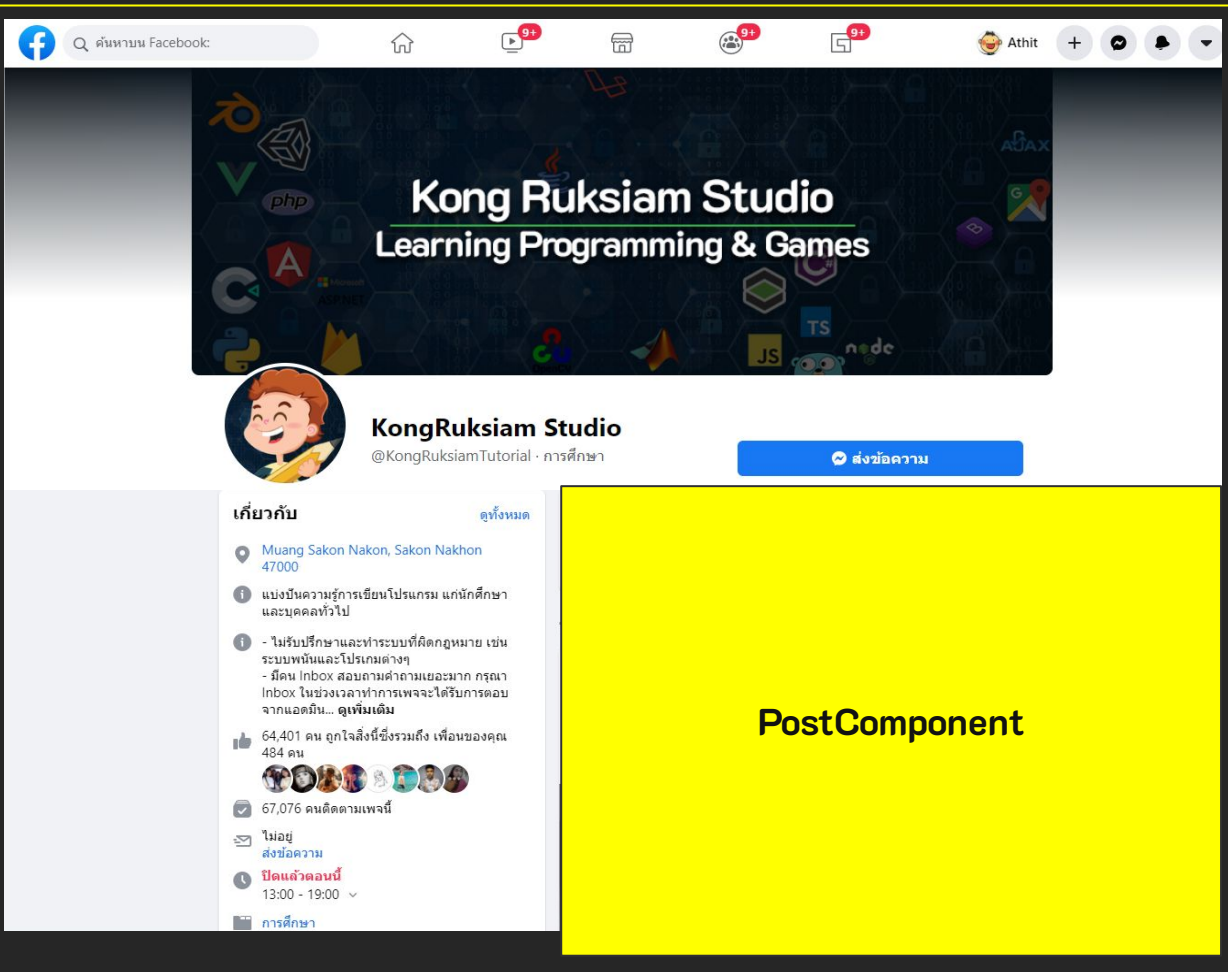 ค้นหาบน Facebook:
9+
9+
9+
Athit
php
AJAX
Kong Ruksiam Studio
Learning Programming & Games
Microsoft
ASP.NET
TS
JS
node
KongRuksiam Studio
@KongRuksiamTutorial · การศึกษา
ส่งข้อความ
เกี่ยวกับ
ดูทั้งหมด
Muang Sakon Nakon, Sakon Nakhon
47000
แบ่งปันความรู้การเขียนโปรแกรม แก่นักศึกษา
และบุคคลทั่วไป
- ไม่รับปรึกษาและทำระบบที่ผิดกฎหมาย เช่น
ระบบพนันและโปรเกมต่างๆ
- มีคน Inbox สอบถามคำถามเยอะมาก กรุณา
Inbox ในช่วงเวลาทำการเพจจะได้รับการตอบ
จากแอดมิน... ดูเพิ่มเติม
64,401 คน ถูกใจสิ่งนี้ซึ่งรวมถึง เพื่อนของคุณ
484 คน
67,076 คนติดตามเพจนี้
ไม่อยู่
ส่งข้อความ
ปิดแล้วตอนนี้
13:00 - 19:00
การศึกษา
PostComponent